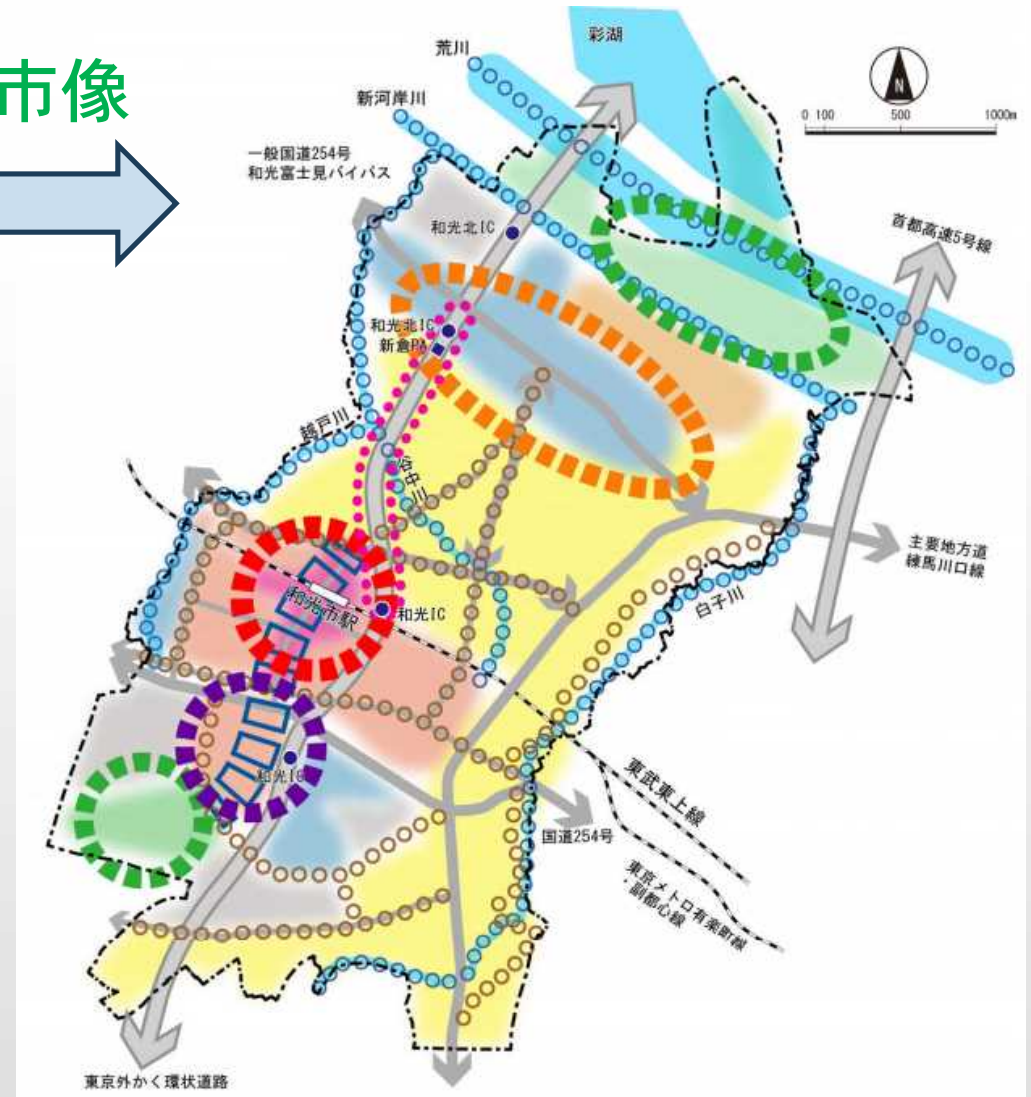 市像
彩湖
荒川
新河岸川
N
0 100 500 1000m
一般国道254号
和光富士見バイパス
和光北IC
首都高速5号線
和光北IC
新倉PA
越戸川
谷中川
主要地方道
練馬川口線
和光市駅
和光IC
白子川
和光IC
東武東上線
国道254号
東京メトロ有楽町線
・副都心線
東京外かく環状道路